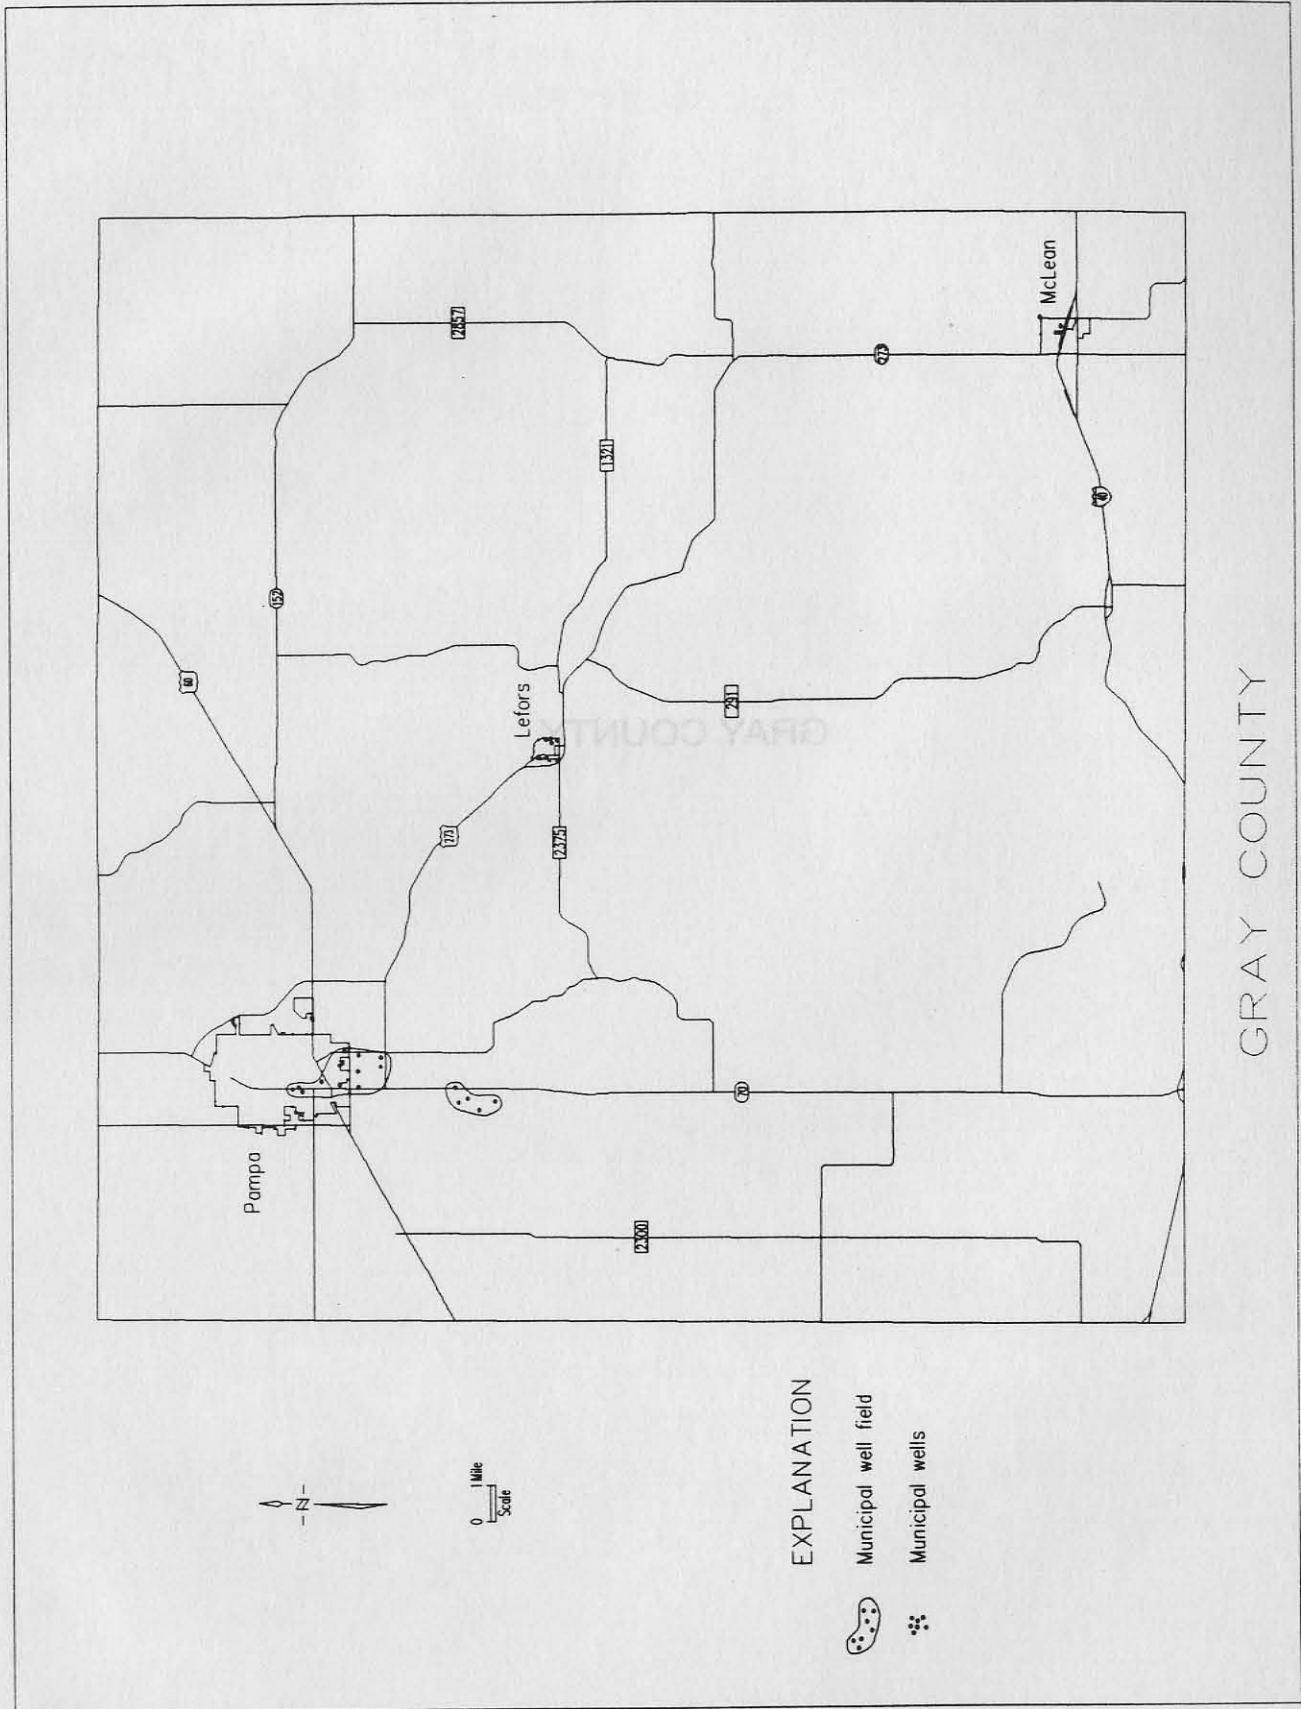 Pampa
Lefors
McLean
60
152
2857
273
1321
2375
273
291
70
2300
40
N
0 1 Mile
Scale
EXPLANATION
Municipal well field
Municipal wells
GRAY COUNTY
GRAY COUNTY